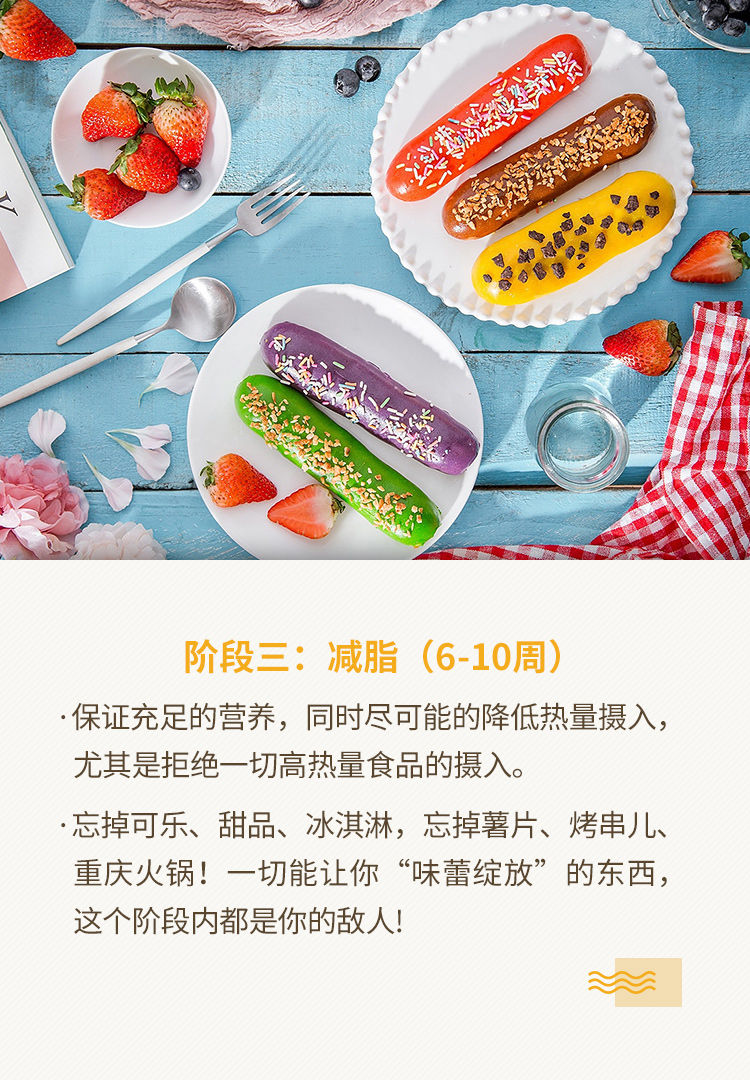 阶段三：减脂（6-10周）
·保证充足的营养，同时尽可能的降低热量摄入，
尤其是拒绝一切高热量食品的摄入。
·忘掉可乐、甜品、冰淇淋，忘掉薯片、烤串儿、
重庆火锅！一切能让你“味蕾绽放”的东西，
这个阶段内都是你的敌人!